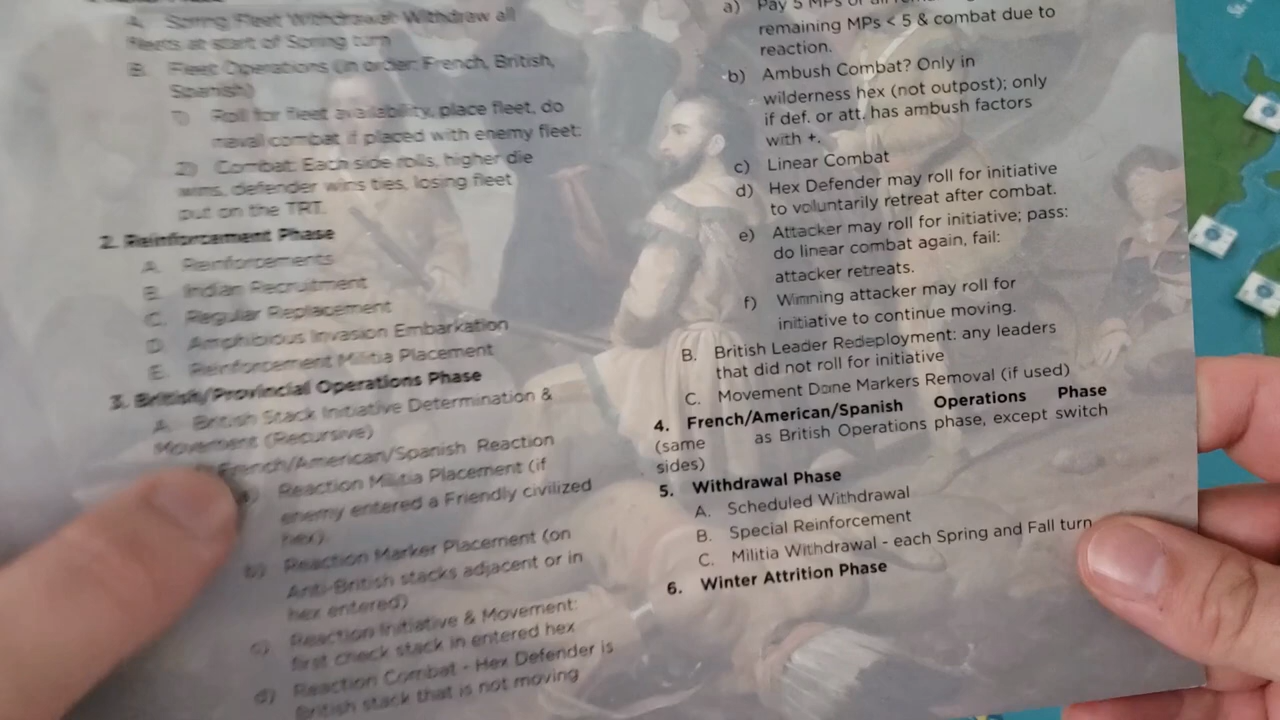 A. Spring Fleet Withdrawal: Withdraw all
fleets at start of Spring turn
B. Fleet Operations (in order: French, British,
Spanish)
1) Roll for fleet availability, place fleet, do
naval combat if placed with enemy fleet:
2) Combat: Each side rolls, higher die
wins, defender wins ties, losing fleet
put on the TRT.
2. Reinforcement Phase
A. Reinforcements
B. Indian Recruitment
C. Regular Replacement
D. Amphibious Invasion Embarkation
E. Reinforcement Militia Placement
3. British/Provincial Operations Phase
A. British Stack Initiative Determination &
Movement (Recursive)
French/American/Spanish Reaction
Reaction Militia Placement (if
enemy entered a Friendly civilized
hex)
b) Reaction Marker Placement (on
Anti-British stacks adjacent or in
hex entered)
c) Reaction Initiative & Movement:
first check stack in entered hex
d) Reaction Combat - Hex Defender is
British stack that is not moving
a) Pay 5 MPs or all
remaining MPs < 5 & combat due to
reaction.
b) Ambush Combat? Only in
wilderness hex (not outpost); only
if def. or att. has ambush factors
with +.
c) Linear Combat
d) Hex Defender may roll for initiative
to voluntarily retreat after combat.
e) Attacker may roll for initiative; pass:
do linear combat again, fail:
attacker retreats.
f) Winning attacker may roll for
initiative to continue moving.
B. British Leader Redeployment: any leaders
that did not roll for initiative
C. Movement Done Markers Removal (if used)
4. French/American/Spanish Operations Phase
(same as British Operations phase, except switch
sides)
5. Withdrawal Phase
A. Scheduled Withdrawal
B. Special Reinforcement
C. Militia Withdrawal - each Spring and Fall turn
6. Winter Attrition Phase